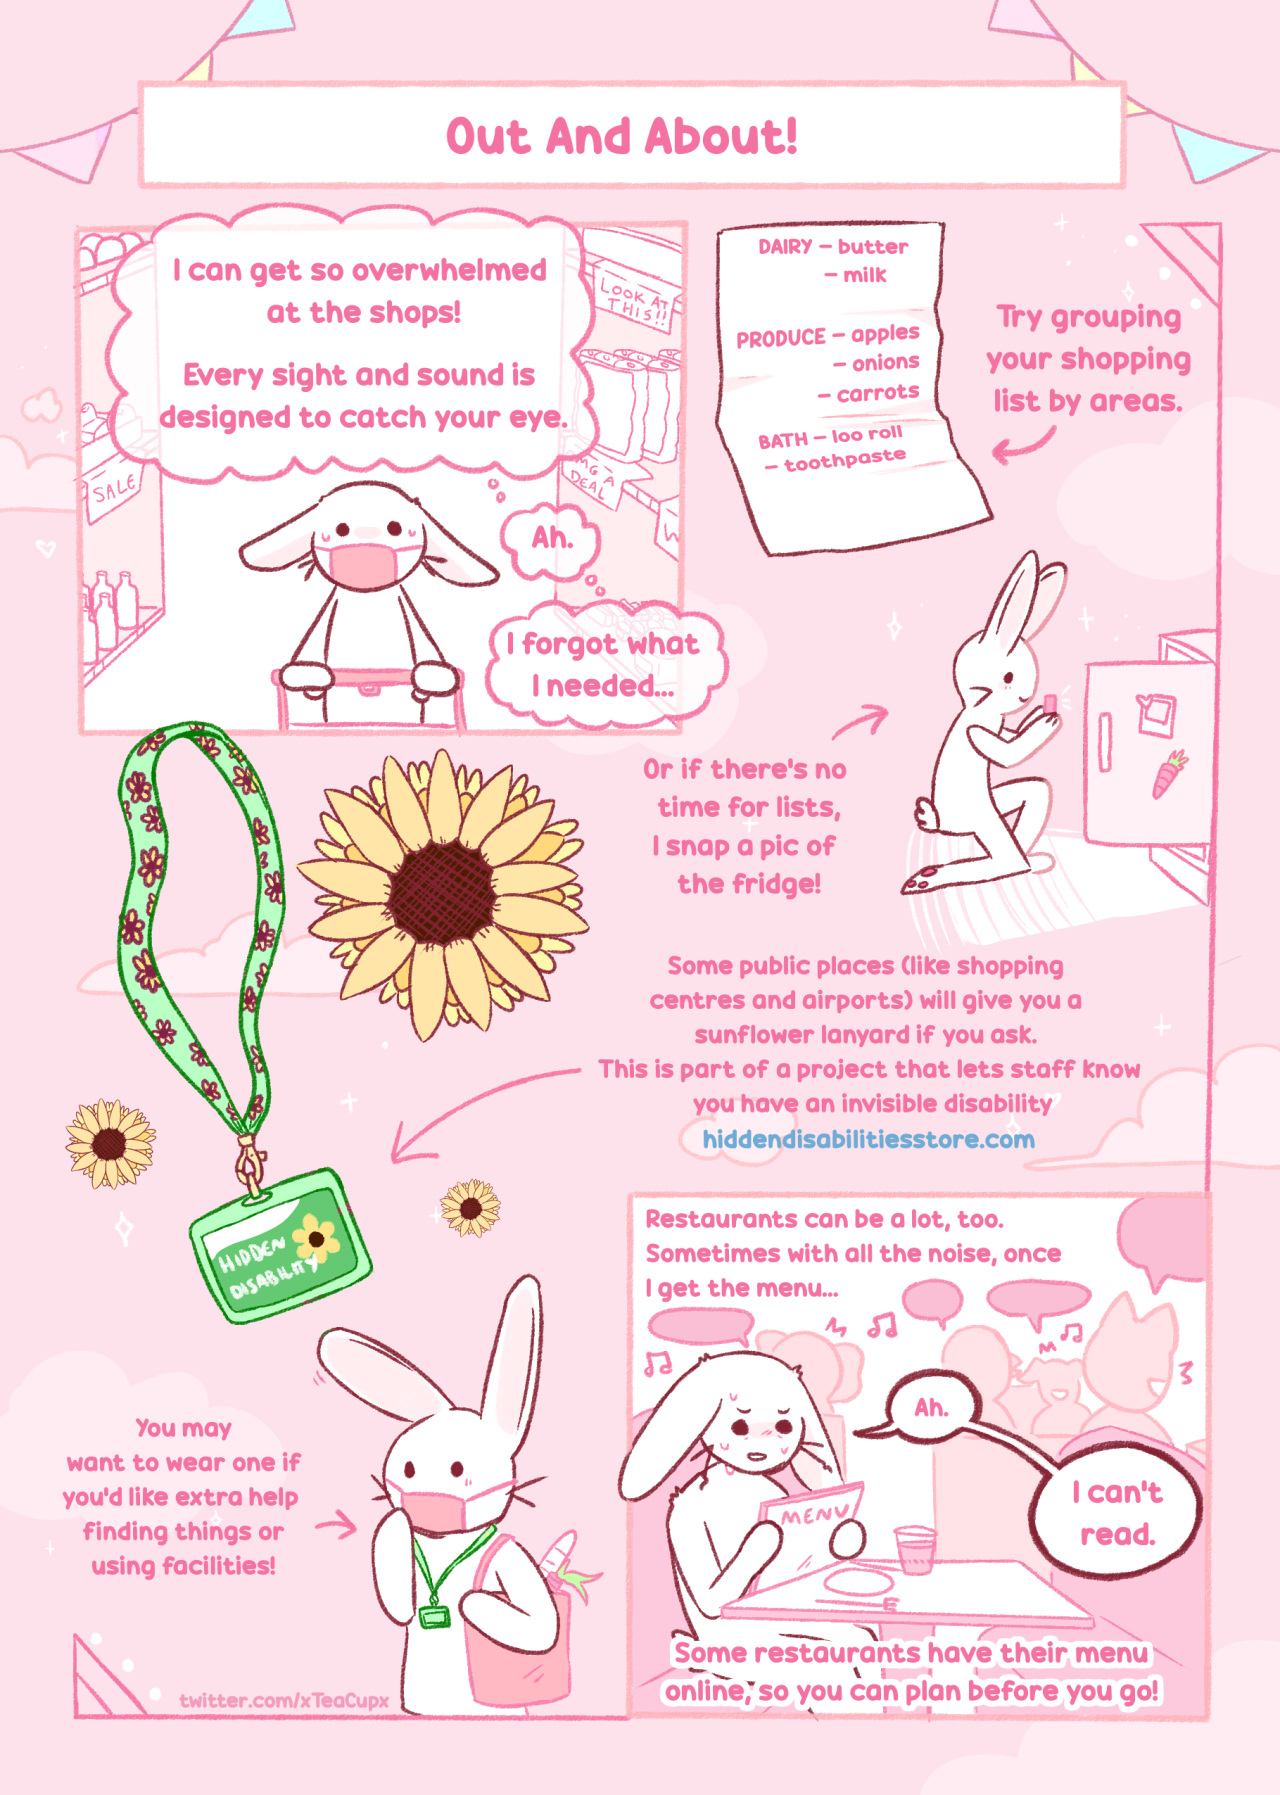 Out And About!
I can get so overwhelmed
at the shops!
Every sight and sound is
designed to catch your eye.
LOOK AT
THIS!!
SALE
MG A
DEAL
Ah.
I forgot what
I needed...
DAIRY – butter
– milk
PRODUCE – apples
– onions
– carrots
BATH – loo roll
– toothpaste
Try grouping
your shopping
list by areas.
Or if there's no
time for lists,
I snap a pic of
the fridge!
Some public places (like shopping
centres and airports) will give you a
sunflower lanyard if you ask.
This is part of a project that lets staff know
you have an invisible disability
hiddendisabilitiesstore.com
HIDDEN
DISABILITY
You may
want to wear one if
you'd like extra help
finding things or
using facilities!
twitter.com/xTeaCupx
Restaurants can be a lot, too.
Sometimes with all the noise, once
I get the menu...
Ah.
I can't
read.
MENU
Some restaurants have their menu
online, so you can plan before you go!